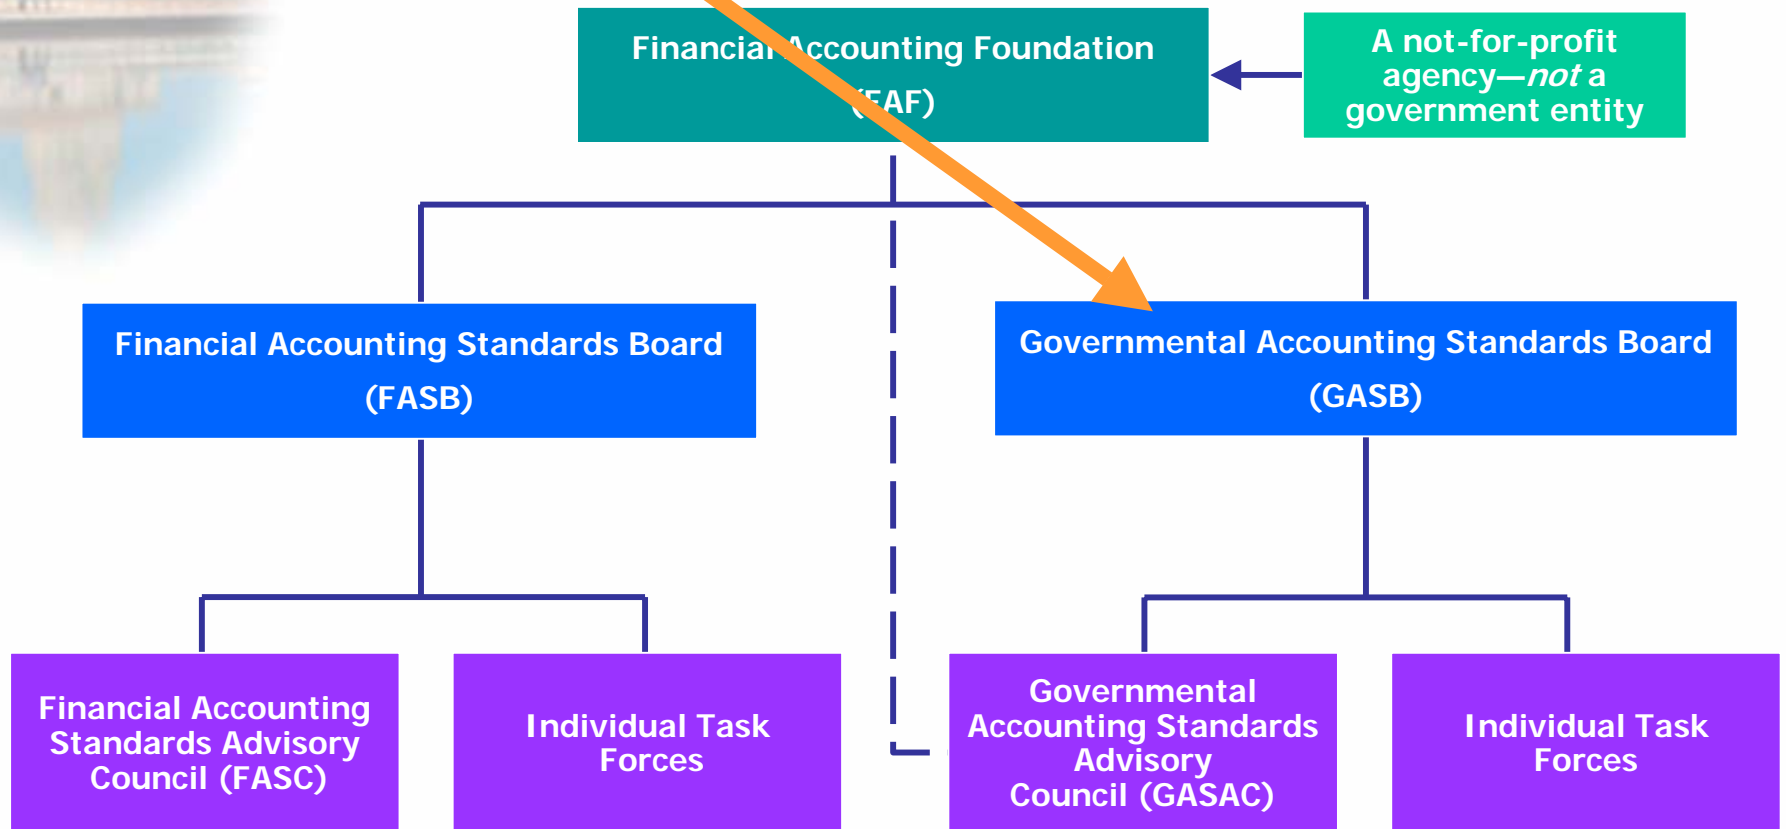 Financial Accounting Foundation
(FAF)
A not-for-profit
agency—not a
government entity
Financial Accounting Standards Board
(FASB)
Governmental Accounting Standards Board
(GASB)
Financial Accounting
Standards Advisory
Council (FASC)
Individual Task
Forces
Governmental
Accounting Standards
Advisory
Council (GASAC)
Individual Task
Forces